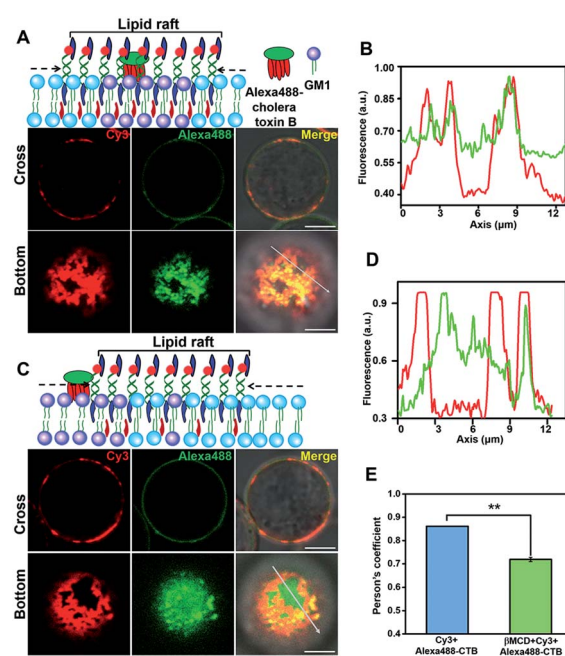 A
Lipid raft
Alexa488-
cholera
toxin B
GM1
Cross
Cy3
Alexa488
Merge
Bottom
B
Fluorescence (a.u.)
1.00
0.85
0.70
0.55
0.40
0
3
6
9
12
Axis (μm)
C
Lipid raft
Cross
Cy3
Alexa488
Merge
Bottom
D
Fluorescence (a.u.)
0.9
0.6
0.3
0
3
6
9
12
Axis (μm)
E
Person's coefficient
1.0
0.9
0.8
0.7
0.6
0.5
0.4
**
Cy3+
Alexa488-CTB
βMCD+Cy3+
Alexa488-CTB